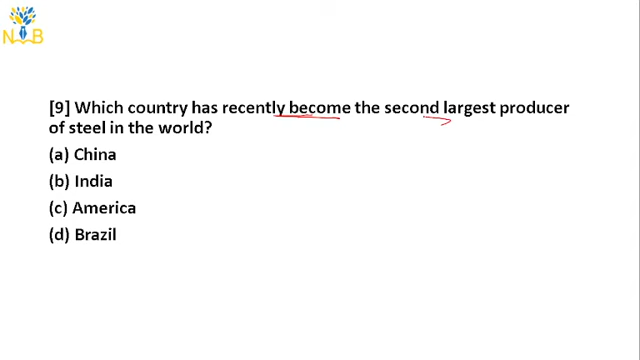 N B
[9] Which country has recently become the second largest producer
of steel in the world?
(a) China
(b) India
(c) America
(d) Brazil